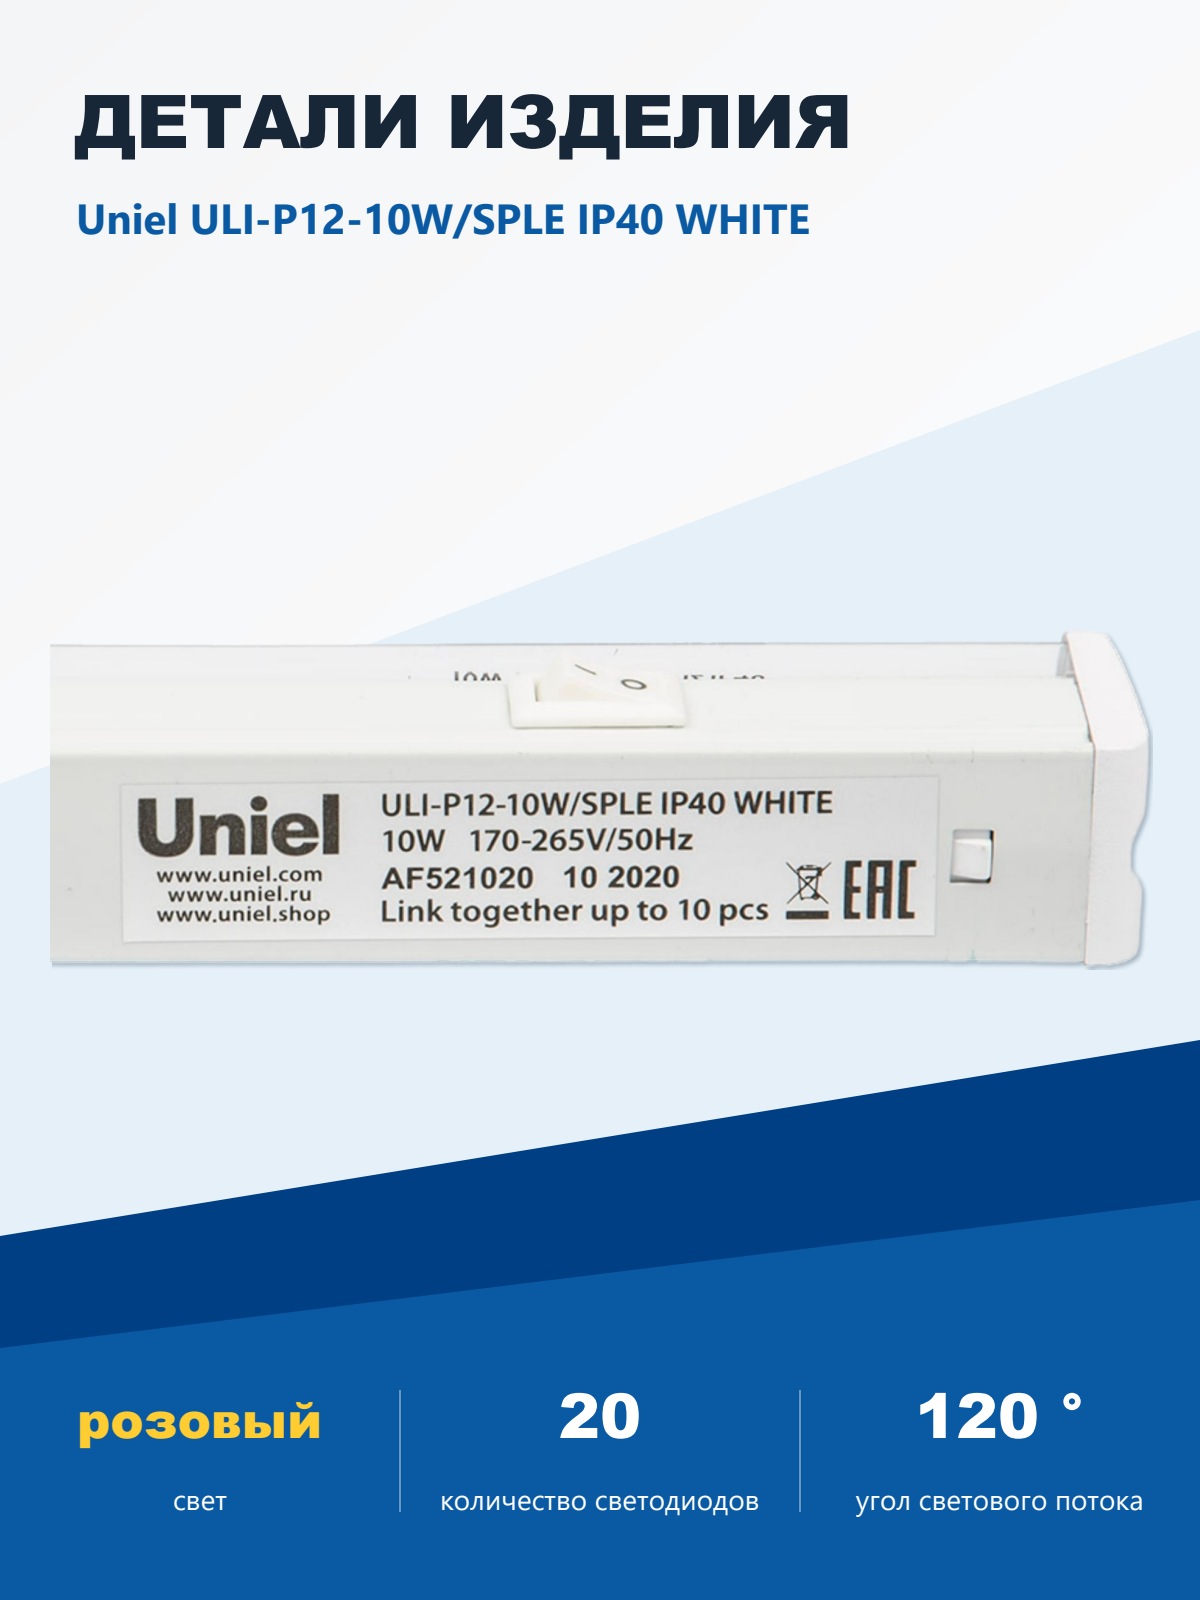 ДЕТАЛИ ИЗДЕЛИЯ
Uniel ULI-P12-10W/SPLE IP40 WHITE
Uniel
www.uniel.com
www.uniel.ru
www.uniel.shop
ULI-P12-10W/SPLE IP40 WHITE
10W 170-265V/50Hz
AF521020 10 2020
Link together up to 10 pcs
EAC
розовый
свет
20
количество светодиодов
120 °
угол светового потока